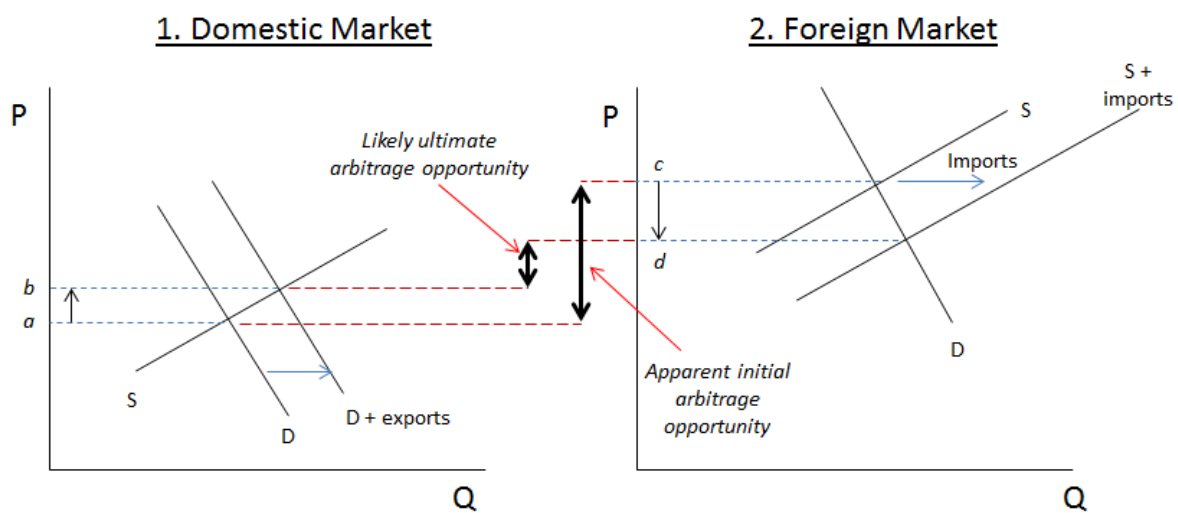 1. Domestic Market
2. Foreign Market
P
Likely ultimate
arbitrage opportunity
b
a
S
D
D + exports
Q
P
c
d
Apparent initial
arbitrage
opportunity
S
S +
imports
Imports
D
Q